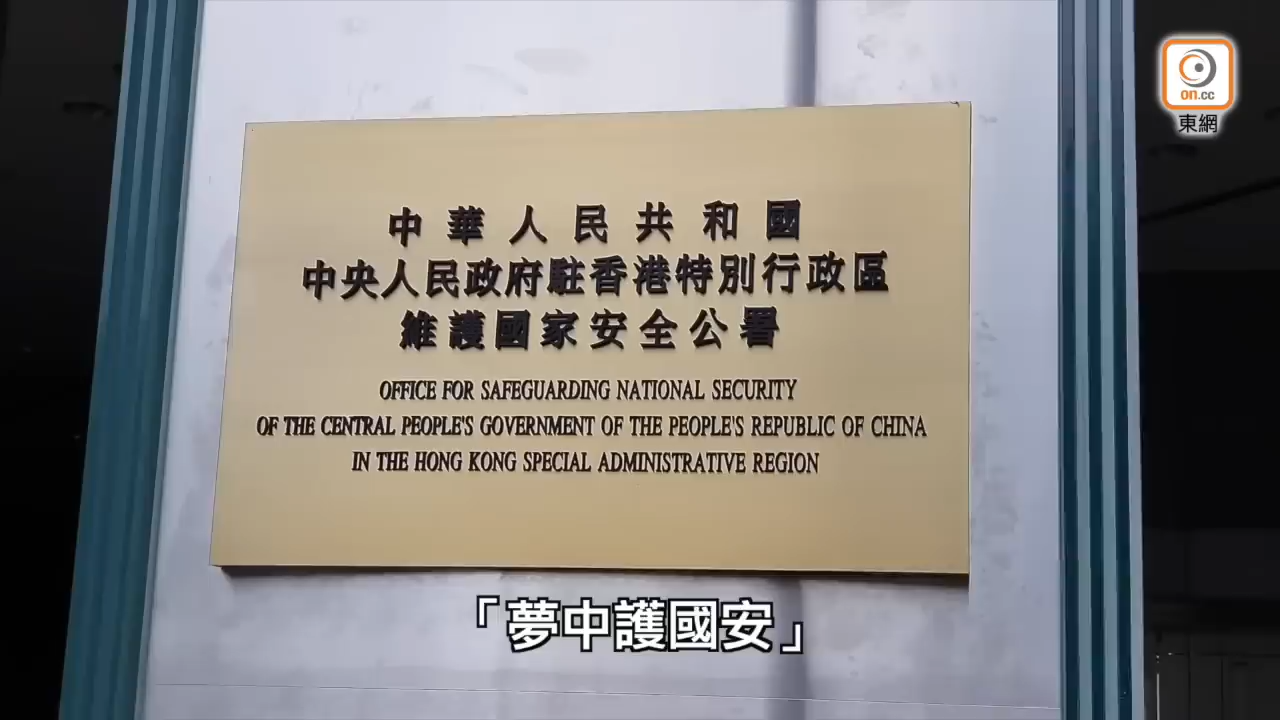 on.cc
東網
中華人民共和國
中央人民政府駐香港特別行政區
維護國家安全公署
OFFICE FOR SAFEGUARDING NATIONAL SECURITY
OF THE CENTRAL PEOPLE'S GOVERNMENT OF THE PEOPLE'S REPUBLIC OF CHINA
IN THE HONG KONG SPECIAL ADMINISTRATIVE REGION
「夢中護國安」